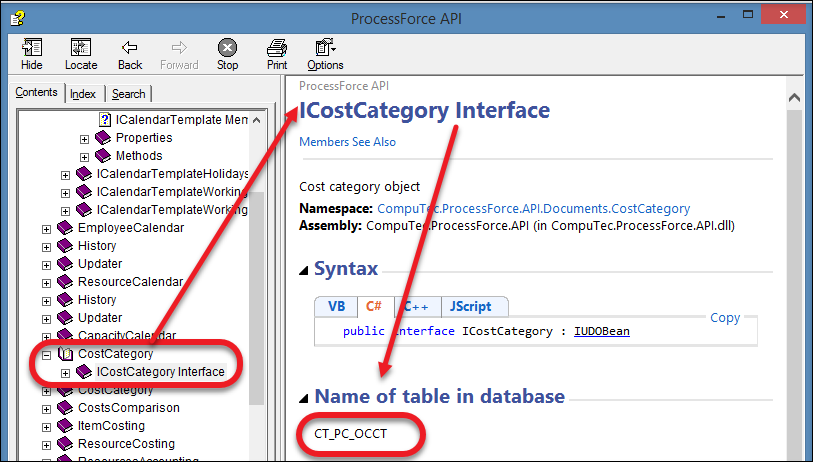 ProcessForce API
Hide
Locate
Back
Forward
Stop
Print
Options
Contents
Index
Search
ICalendarTemplate Mem
Properties
Methods
ICalendarTemplateHolidays
ICalendarTemplateWorking
ICalendarTemplateWorking
EmployeeCalendar
History
Updater
ResourceCalendar
History
Updater
CapacityCalendar
CostCategory
ICostCategory Interface
CostCategory
CostsComparison
ItemCosting
ResourceCosting
ResourcesAccounting
ProcessForce API
ICostCategory Interface
Members See Also
Cost category object
Namespace: CompuTec.ProcessForce.API.Documents.CostCategory
Assembly: CompuTec.ProcessForce.API (in CompuTec.ProcessForce.API.dll)
Syntax
VB C# C++ JScript
Copy
public interface ICostCategory : IUDOBean
Name of table in database
CT_PC_OCCT